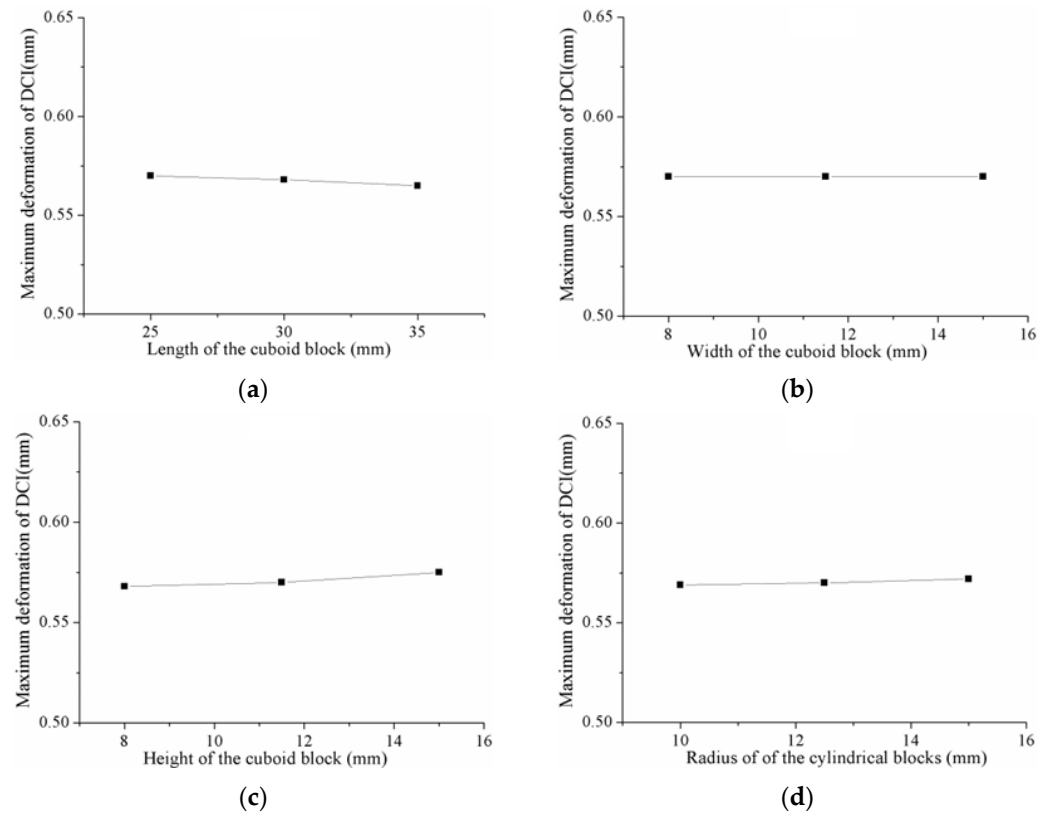 Maximum deformation of DCI(mm)
0.65
0.60
0.55
0.50
25
30
35
Length of the cuboid block (mm)
(a)
Maximum deformation of DCI(mm)
0.65
0.60
0.55
0.50
8
10
12
14
16
Width of the cuboid block (mm)
(b)
Maximum deformation of DCI(mm)
0.65
0.60
0.55
0.50
8
10
12
14
16
Height of the cuboid block (mm)
(c)
Maximum deformation of DCI(mm)
0.65
0.60
0.55
0.50
10
12
14
16
Radius of of the cylindrical blocks (mm)
(d)